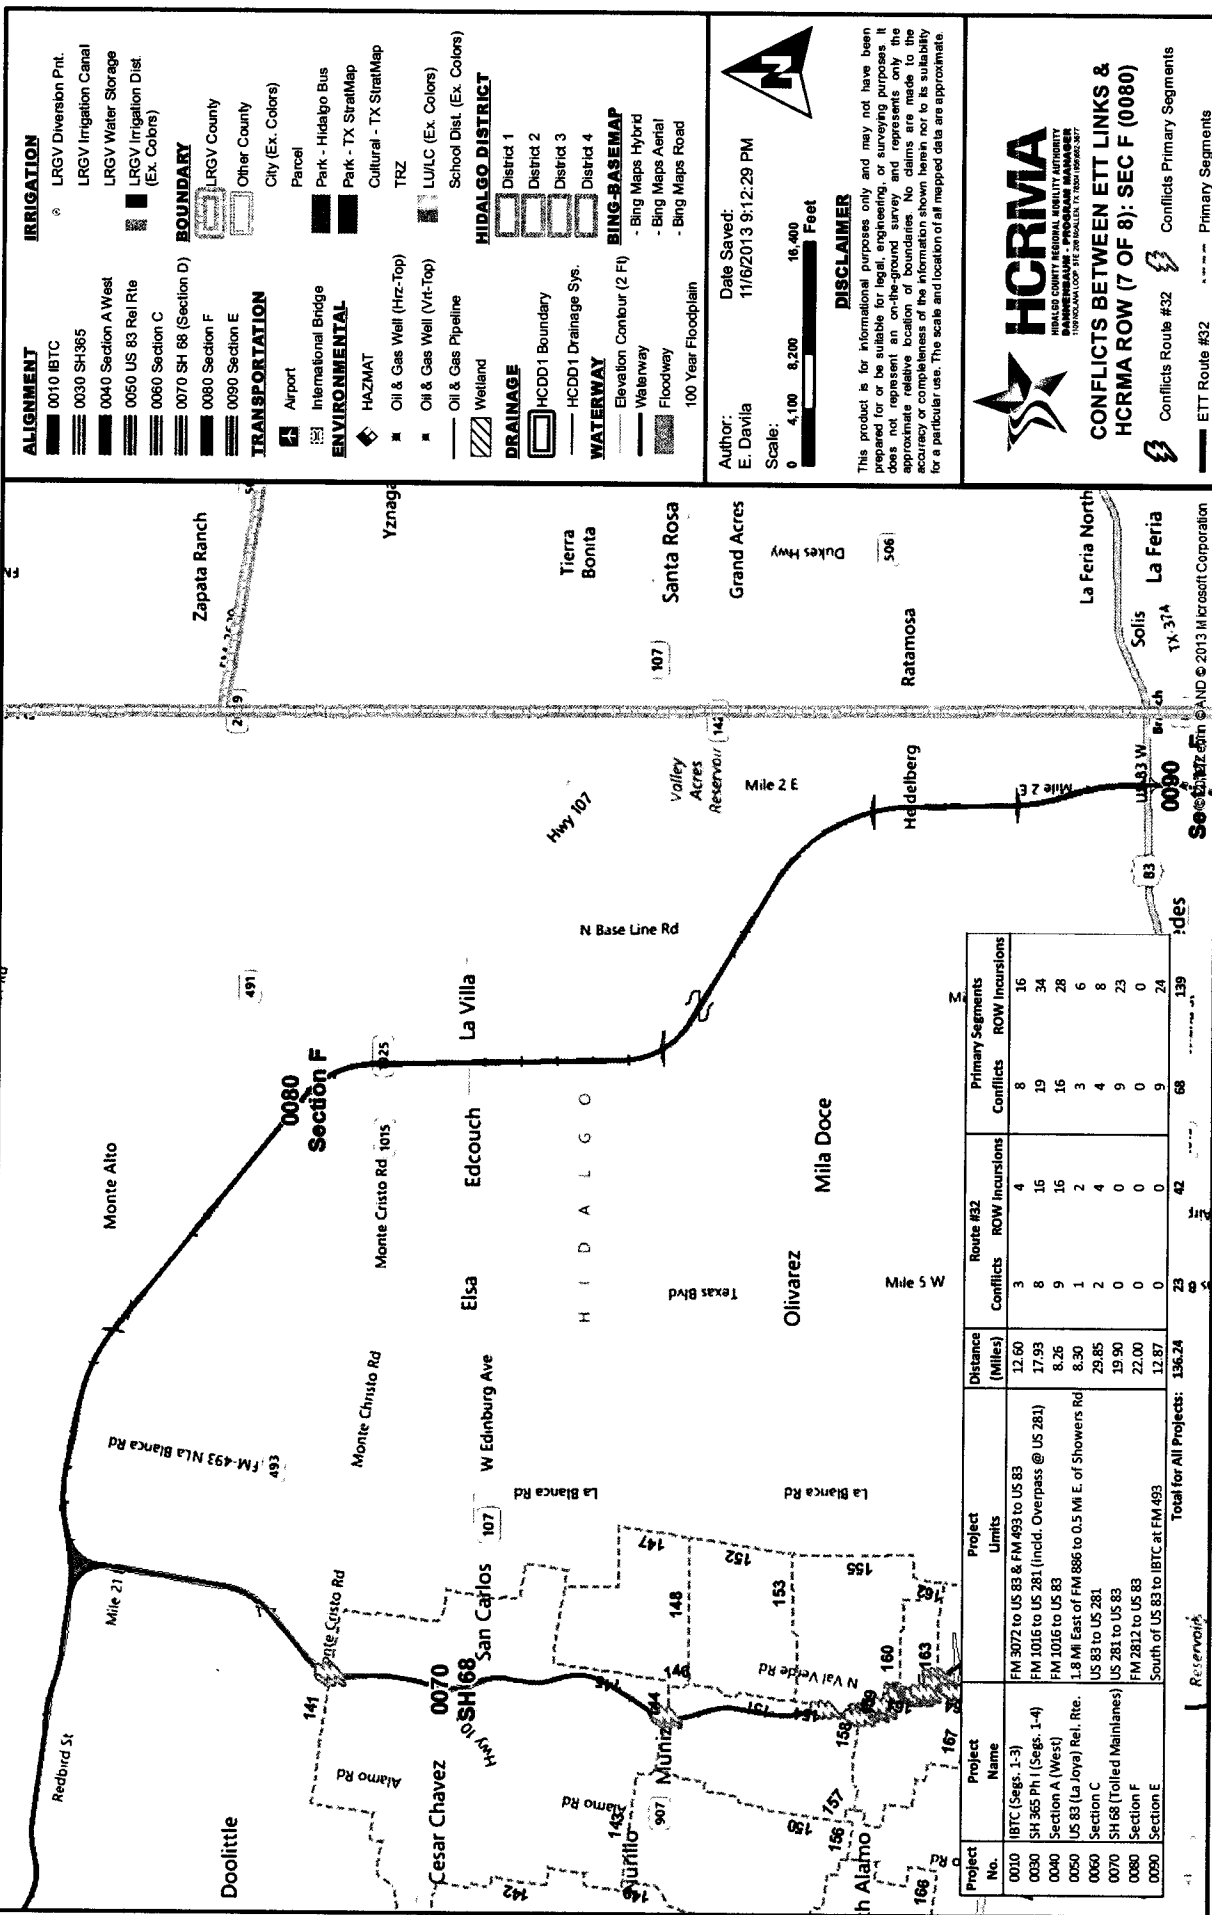 ALIGNMENT
0010 IBTC
0030 SH365
0040 Section A West
0050 US 83 Rel Rte
0060 Section C
0070 SH 68 (Section D)
0080 Section F
0090 Section E
TRANSPORTATION
Airport
International Bridge
ENVIRONMENTAL
HAZMAT
Oil & Gas Well (Hrz-Top)
Oil & Gas Well (Vrt-Top)
Oil & Gas Pipeline
Wetland
DRAINAGE
HCDD1 Boundary
HCDD1 Drainage Sys.
WATERWAY
Elevation Contour (2 Ft)
Waterway
Floodway
100 Year Floodplain
IRRIGATION
LRGV Diversion Pnt.
LRGV Irrigation Canal
LRGV Water Storage
LRGV Irrigation Dist.
(Ex. Colors)
BOUNDARY
LRGV County
Other County
City (Ex. Colors)
Parcel
Park - Hidalgo Bus
Park - TX StratMap
Cultural - TX StratMap
TRZ
LU/LC (Ex. Colors)
School Dist. (Ex. Colors)
HIDALGO DISTRICT
District 1
District 2
District 3
District 4
BING-BASEMAP
- Bing Maps Hybrid
- Bing Maps Aerial
- Bing Maps Road
Author:
E. Davila
Date Saved:
11/6/2013 9:12:29 PM
N
Scale:
0 4,100 8,200 16,400
Feet
DISCLAIMER
This product is for informational purposes only and may not have been
prepared for or be suitable for legal, engineering, or surveying purposes. It
does not represent an on-the-ground survey and represents only the
approximate relative location of boundaries. No claims are made to the
accuracy or completeness of the information shown herein nor to its suitability
for a particular use. The scale and location of all mapped data are approximate.
HCRMA
HIDALGO COUNTY REGIONAL MOBILITY AUTHORITY
DANNENBAUM - PROGRAM MANAGER
CONFLICTS BETWEEN ETT LINKS &
HCRMA ROW (7 OF 8): SEC F (0080)
Conflicts Route #32
Conflicts Primary Segments
ETT Route #32
Primary Segments
Zapata Ranch
Tierra
Bonita
Santa Rosa
Grand Acres
Dukes Hwy
506
107
Ratamosa
La Feria North
La Feria
Solis
TX-374
© AND © 2013 Microsoft Corporation
Valley
Acres
Reservoir
Mile 2 E
Hwy 107
Heidelberg
Mile 2 E
US-83 W
0090
83
N Base Line Rd
491
La Villa
0080
Section F
Monte Alto
Monte Cristo Rd
1015
Edcouch
Elsa
HIDALGO
Mila Doce
Olivarez
Texas Blvd
Mile 5 W
FM-493 N La Blanca Rd
493
Monte Christo Rd
W Edinburg Ave
107
La Blanca Rd
La Blanca Rd
San Carlos
Mile 21
Redbird St
0070
SH 68
Cesar Chavez
Doolittle
Alamo Rd
Alamo Rd
907
Muniz
N Val Verde Rd
141
142
147
148
152
153
155
151
150
156
157
158
160
163
166
167
Reservoir
Project No. Project Name Project Limits Distance (Miles) Route #32 Conflicts ROW Incursions Primary Segments Conflicts ROW Incursions
0010 IBTC (Segs. 1-3) FM 3072 to US 83 & FM 493 to US 83 12.60 3 4 8 16
0030 SH 365 Ph I (Segs. 1-4) FM 1016 to US 281 (incld. Overpass @ US 281) 17.93 8 16 19 34
0040 Section A (West) FM 1016 to US 83 8.26 9 16 16 28
0050 US 83 (La Joya) Rel. Rte. 1.8 Mi East of FM 886 to 0.5 Mi E. of Showers Rd 8.30 1 2 3 6
0060 Section C US 83 to US 281 29.85 2 4 4 8
0070 SH 68 (Tolled Mainlanes) US 281 to US 83 19.90 0 0 9 23
0080 Section F FM 2812 to US 83 22.00 0 0 0 0
0090 Section E South of US 83 to IBTC at FM 493 12.87 0 0 9 24
Total for All Projects: 136.24 23 42 68 139